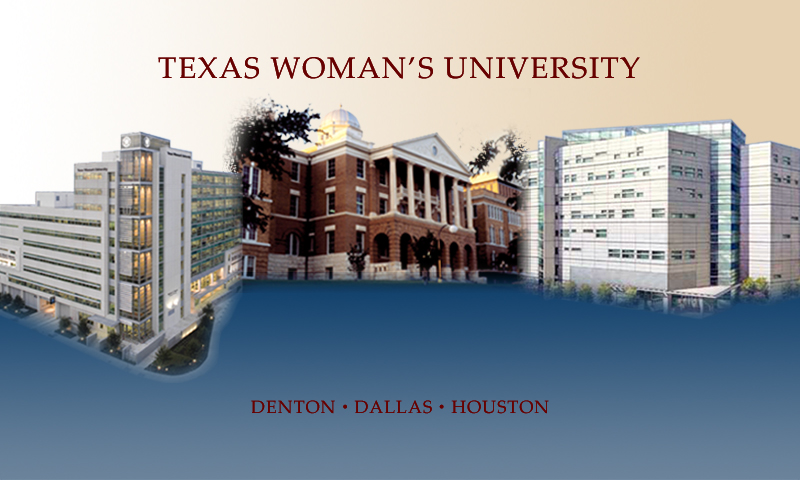 TEXAS WOMAN’S UNIVERSITY
DENTON • DALLAS • HOUSTON